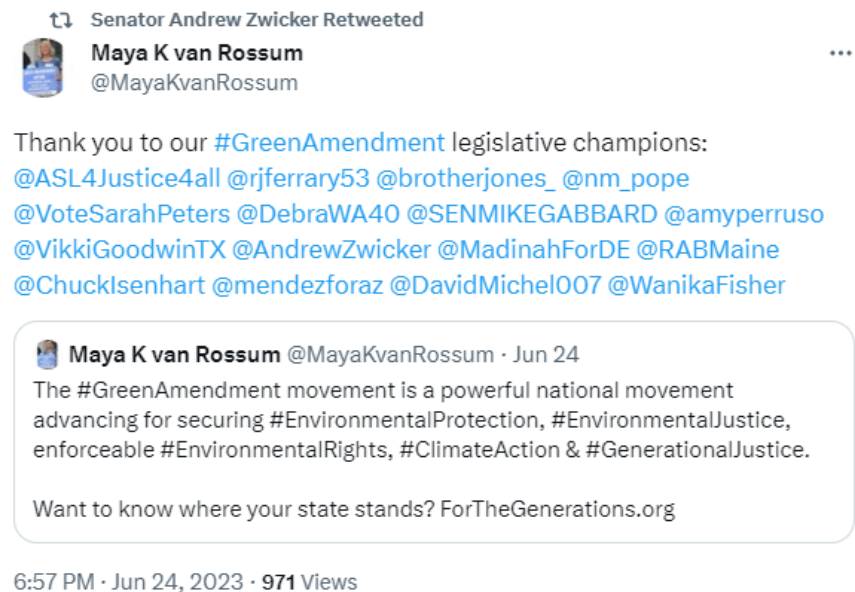 Senator Andrew Zwicker Retweeted
Maya K van Rossum
@MayaKvanRossum
Thank you to our #GreenAmendment legislative champions:
@ASL4Justice4all @rjferrary53 @brotherjones_ @nm_pope
@VoteSarahPeters @DebraWA40 @SENMIKEGABBARD @amyperruso
@VikkiGoodwinTX @AndrewZwicker @MadinahForDE @RABMaine
@ChuckIsenhart @mendezforaz @DavidMichel007 @WanikaFisher
Maya K van Rossum @MayaKvanRossum · Jun 24
The #GreenAmendment movement is a powerful national movement
advancing for securing #EnvironmentalProtection, #EnvironmentalJustice,
enforceable #EnvironmentalRights, #ClimateAction & #GenerationalJustice.
Want to know where your state stands? ForTheGenerations.org
6:57 PM · Jun 24, 2023 · 971 Views